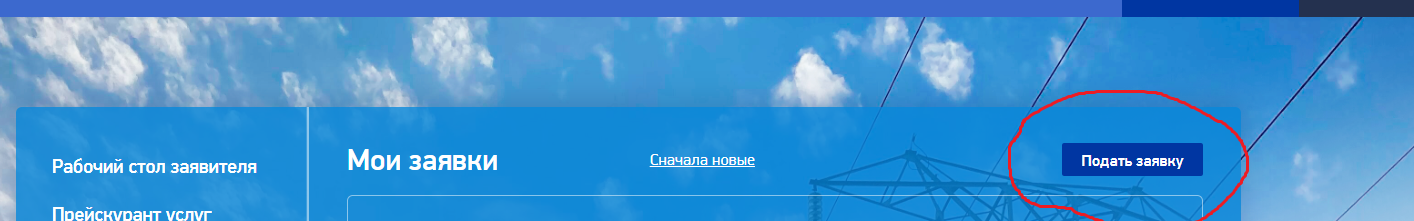 Рабочий стол заявителя
Прейскурант услуг
Мои заявки
Сначала новые
Подать заявку